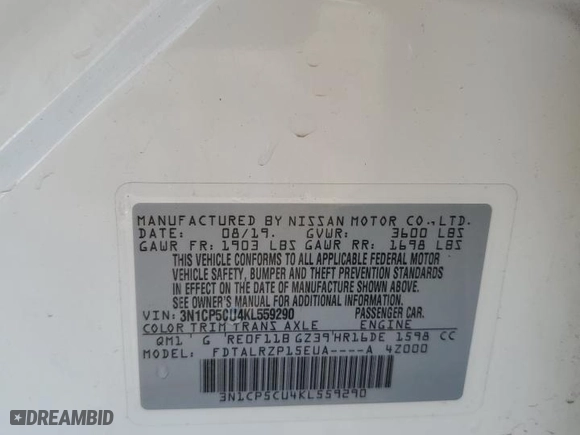 MANUFACTURED BY NISSAN MOTOR CO.,LTD.
DATE: 08/19. GVWR: 3600 LBS
GAWR FR: 1903 LBS GAWR RR: 1698 LBS
THIS VEHICLE CONFORMS TO ALL APPLICABLE FEDERAL MOTOR
VEHICLE SAFETY, BUMPER AND THEFT PREVENTION STANDARDS
IN EFFECT ON THE DATE OF MANUFACTURE SHOWN ABOVE.
SEE OWNER'S MANUAL FOR ADDITIONAL INFORMATION.
VIN: 3N1CP5CU4KL559290 PASSENGER CAR.
COLOR TRIM TRANS AXLE ENGINE
QM1 G RE0F11B GZ39 HR16DE 1598 CC
MODEL: FDTALRZP15EUA----A 4Z000
3N1CP5CU4KL559290
DREAMBID